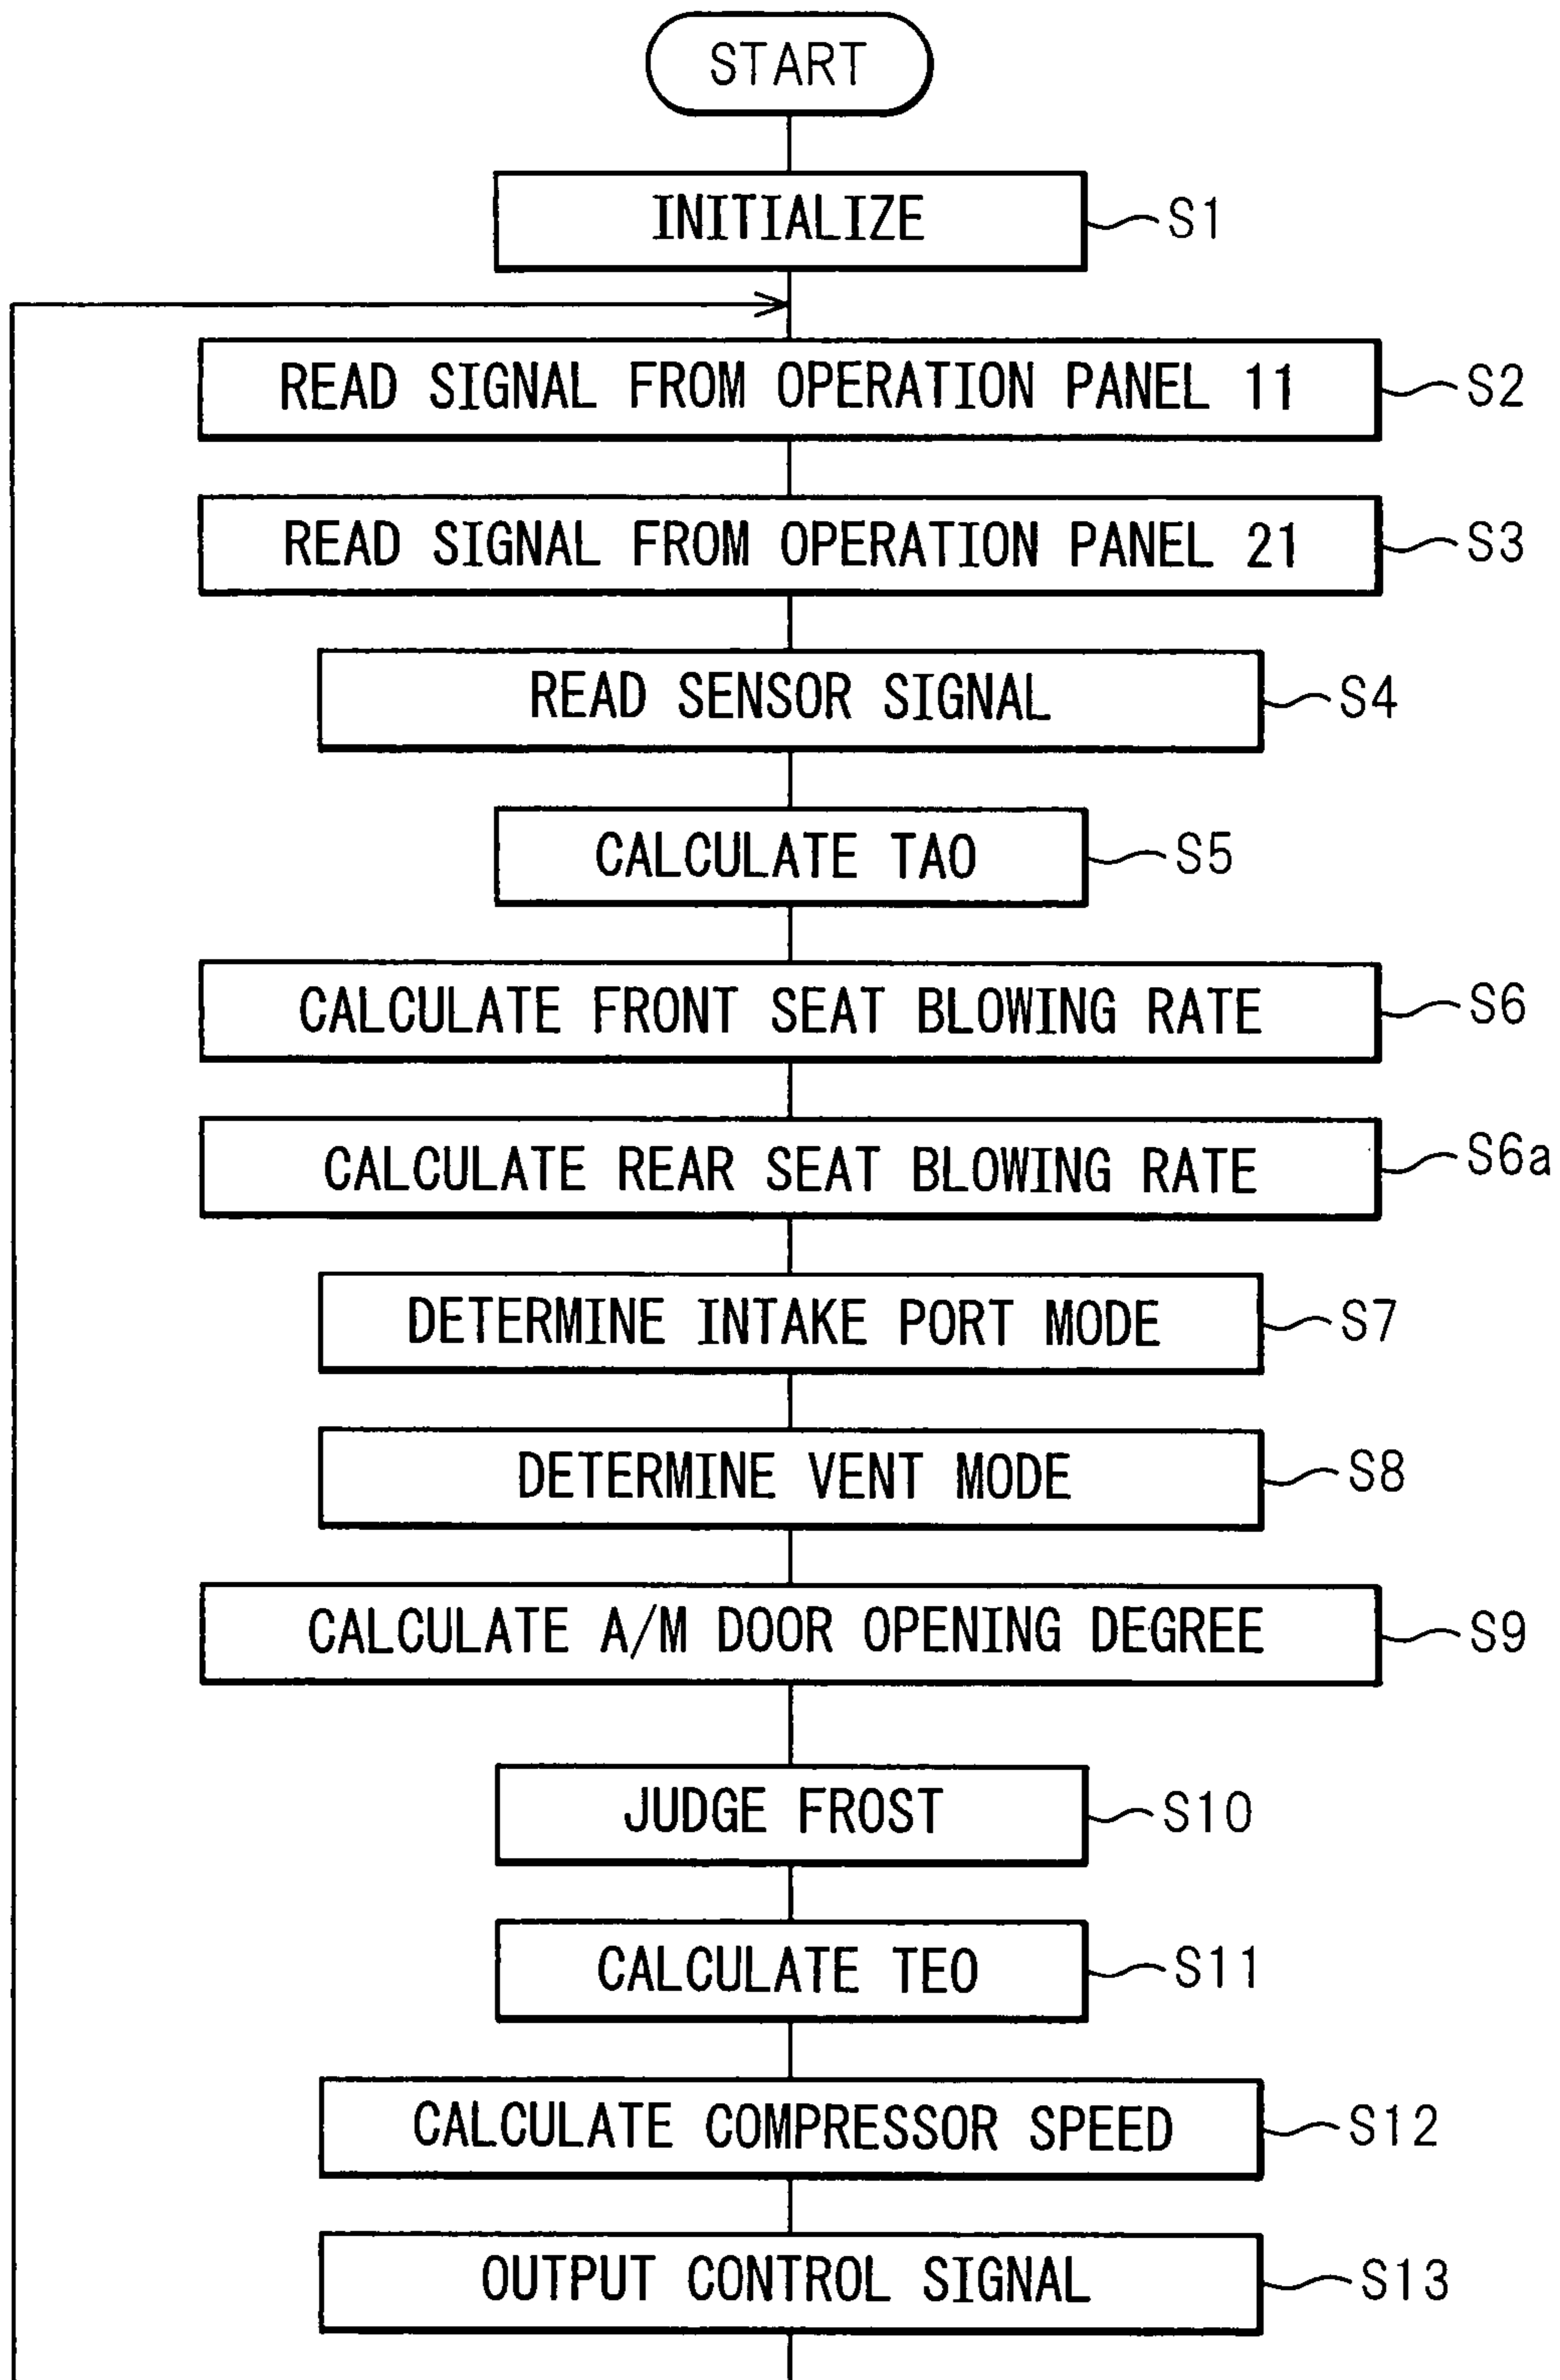 START
INITIALIZE S1
READ SIGNAL FROM OPERATION PANEL 11 S2
READ SIGNAL FROM OPERATION PANEL 21 S3
READ SENSOR SIGNAL S4
CALCULATE TAO S5
CALCULATE FRONT SEAT BLOWING RATE S6
CALCULATE REAR SEAT BLOWING RATE S6a
DETERMINE INTAKE PORT MODE S7
DETERMINE VENT MODE S8
CALCULATE A/M DOOR OPENING DEGREE S9
JUDGE FROST S10
CALCULATE TEO S11
CALCULATE COMPRESSOR SPEED S12
OUTPUT CONTROL SIGNAL S13